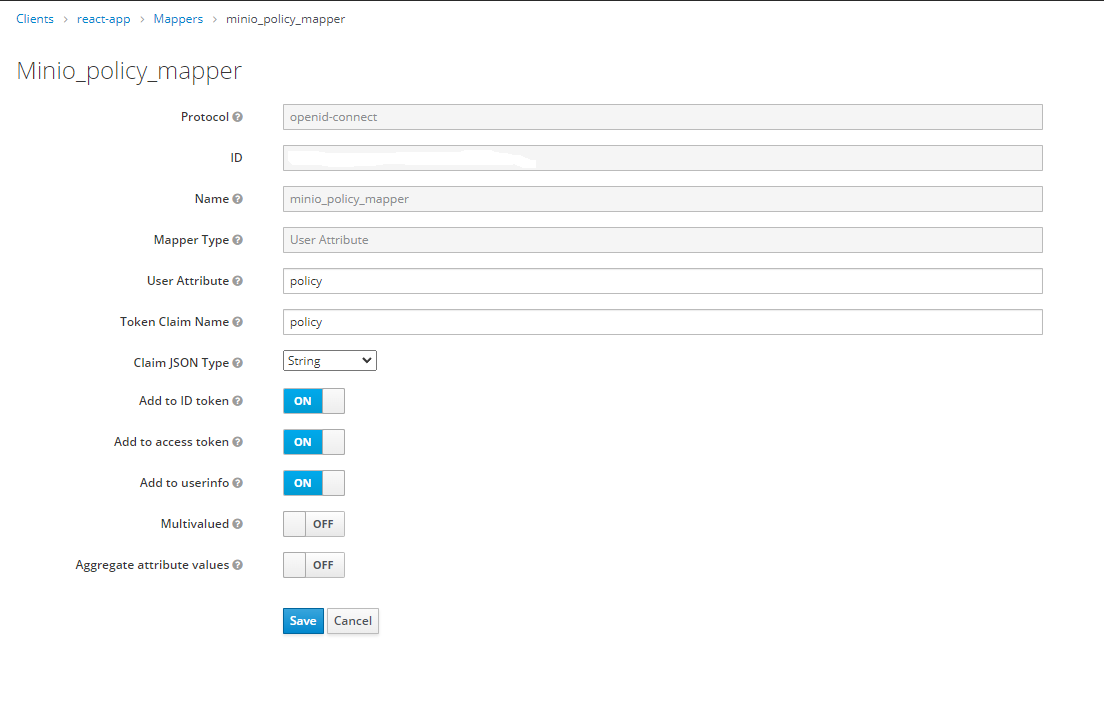 Clients > react-app > Mappers > minio_policy_mapper
Minio_policy_mapper
Protocol openid-connect
ID
Name minio_policy_mapper
Mapper Type User Attribute
User Attribute policy
Token Claim Name policy
Claim JSON Type String
Add to ID token ON
Add to access token ON
Add to userinfo ON
Multivalued OFF
Aggregate attribute values OFF
Save Cancel